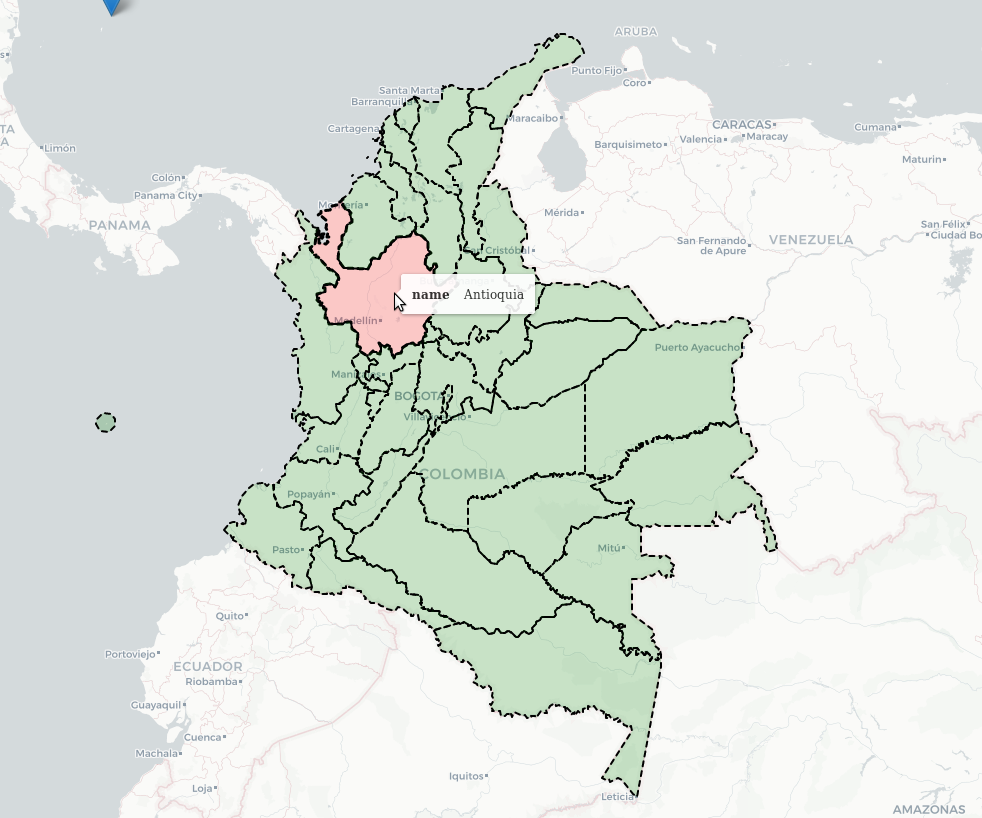 ARUBA
Punto Fijo
Coro
Santa Marta
Barranquilla
Maracaibo
CARACAS
Cartagena
Cumana
Valencia
Maracay
Barquisimeto
Limón
Maturin
Colón
Panama City
Montería
Mérida
PANAMA
San Félix
Ciudad Bo
VENEZUELA
San Fernando
de Apure
San Cristóbal
name Antioquia
Medellín
Puerto Ayacucho
Manizales
BOGOTA
Villavicencio
Cali
COLOMBIA
Popayán
Pasto
Mitú
Quito
Portoviejo
ECUADOR
Riobamba
Guayaquil
Cuenca
Machala
Iquitos
Loja
Leticia
AMAZONAS